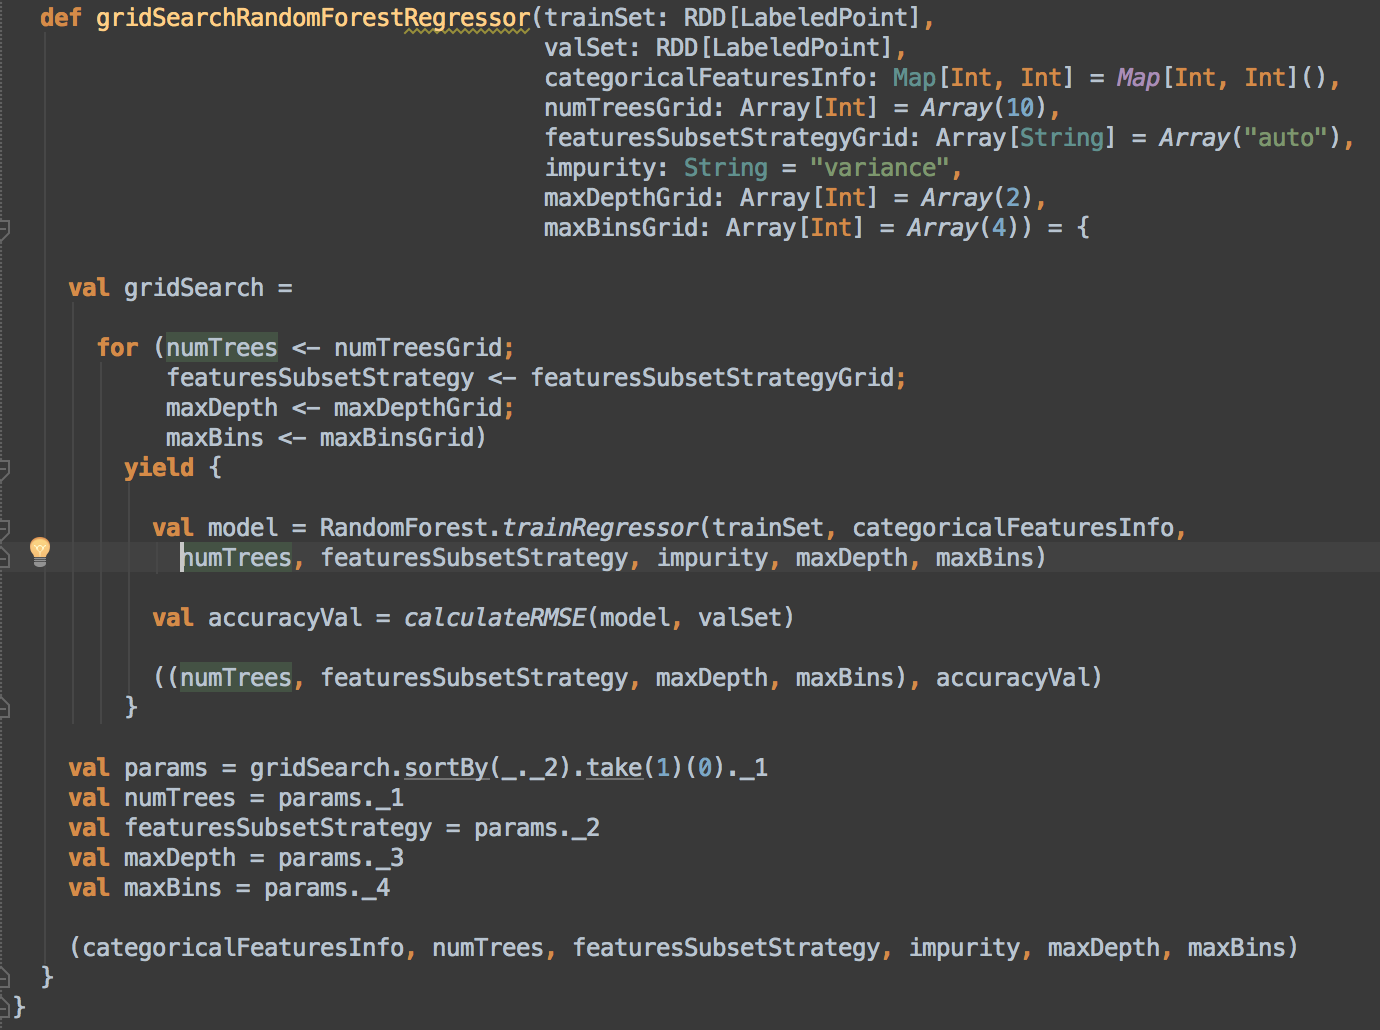 def gridSearchRandomForestRegressor(trainSet: RDD[LabeledPoint],
valSet: RDD[LabeledPoint],
categoricalFeaturesInfo: Map[Int, Int] = Map[Int, Int](),
numTreesGrid: Array[Int] = Array(10),
featuresSubsetStrategyGrid: Array[String] = Array("auto"),
impurity: String = "variance",
maxDepthGrid: Array[Int] = Array(2),
maxBinsGrid: Array[Int] = Array(4)) = {
val gridSearch =
for (numTrees <- numTreesGrid;
featuresSubsetStrategy <- featuresSubsetStrategyGrid;
maxDepth <- maxDepthGrid;
maxBins <- maxBinsGrid)
yield {
val model = RandomForest.trainRegressor(trainSet, categoricalFeaturesInfo,
numTrees, featuresSubsetStrategy, impurity, maxDepth, maxBins)
val accuracyVal = calculateRMSE(model, valSet)
((numTrees, featuresSubsetStrategy, maxDepth, maxBins), accuracyVal)
}
val params = gridSearch.sortBy(_._2).take(1)(0)._1
val numTrees = params._1
val featuresSubsetStrategy = params._2
val maxDepth = params._3
val maxBins = params._4
(categoricalFeaturesInfo, numTrees, featuresSubsetStrategy, impurity, maxDepth, maxBins)
}
}